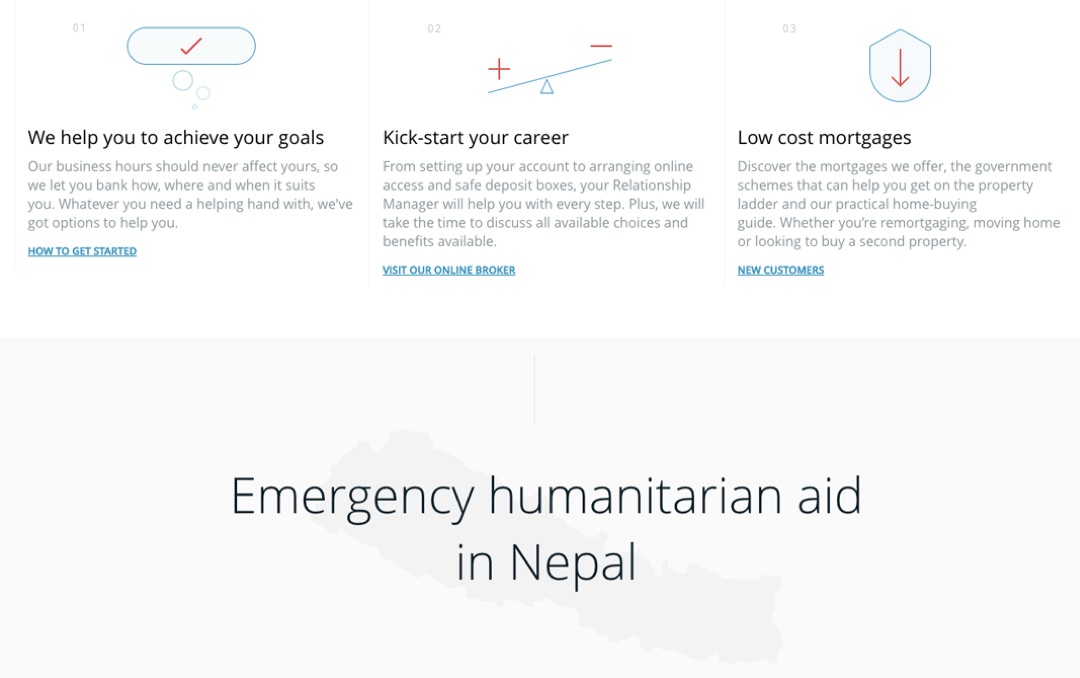 01
We help you to achieve your goals
Our business hours should never affect yours, so
we let you bank how, where and when it suits
you. Whatever you need a helping hand with, we've
got options to help you.
HOW TO GET STARTED
02
Kick-start your career
From setting up your account to arranging online
access and safe deposit boxes, your Relationship
Manager will help you with every step. Plus, we will
take the time to discuss all available choices and
benefits available.
VISIT OUR ONLINE BROKER
03
Low cost mortgages
Discover the mortgages we offer, the government
schemes that can help you get on the property
ladder and our practical home-buying
guide. Whether you’re remortgaging, moving home
or looking to buy a second property.
NEW CUSTOMERS
Emergency humanitarian aid
in Nepal